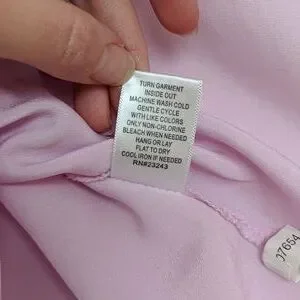 TURN GARMENT
INSIDE OUT
MACHINE WASH COLD
GENTLE CYCLE
WITH LIKE COLORS
ONLY NON-CHLORINE
BLEACH WHEN NEEDED
HANG OR LAY
FLAT TO DRY
COOL IRON IF NEEDED
RN#23243
07654